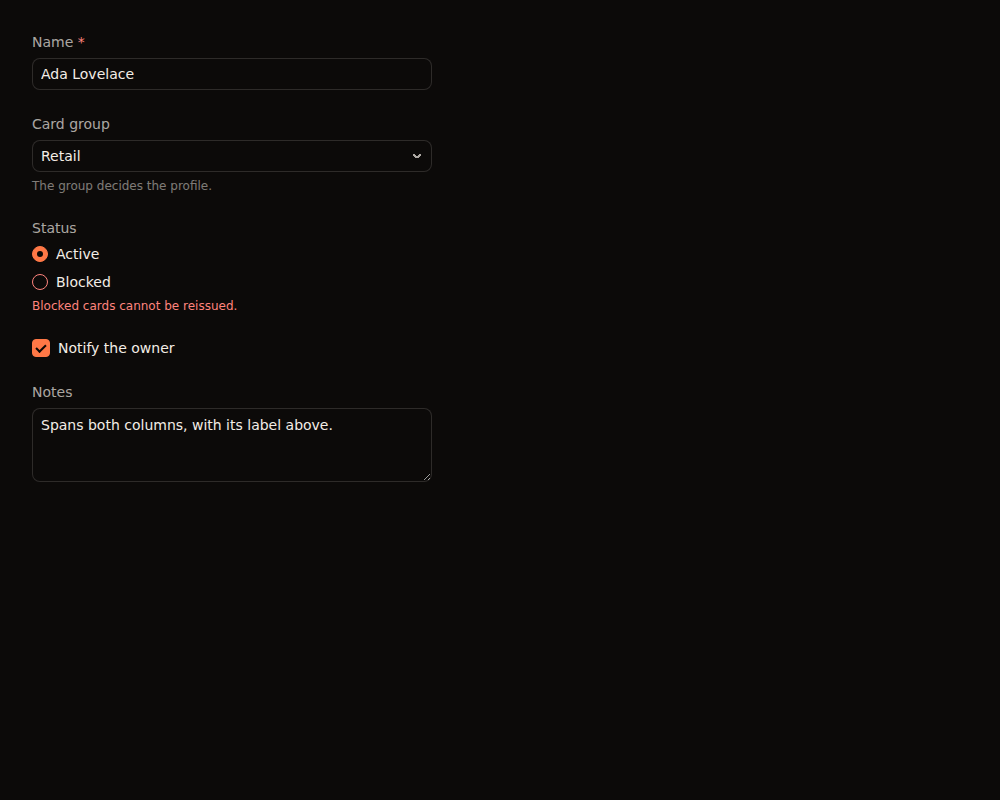 Name *
Ada Lovelace
Card group
Retail
The group decides the profile.
Status
Active
Blocked
Blocked cards cannot be reissued.
Notify the owner
Notes
Spans both columns, with its label above.